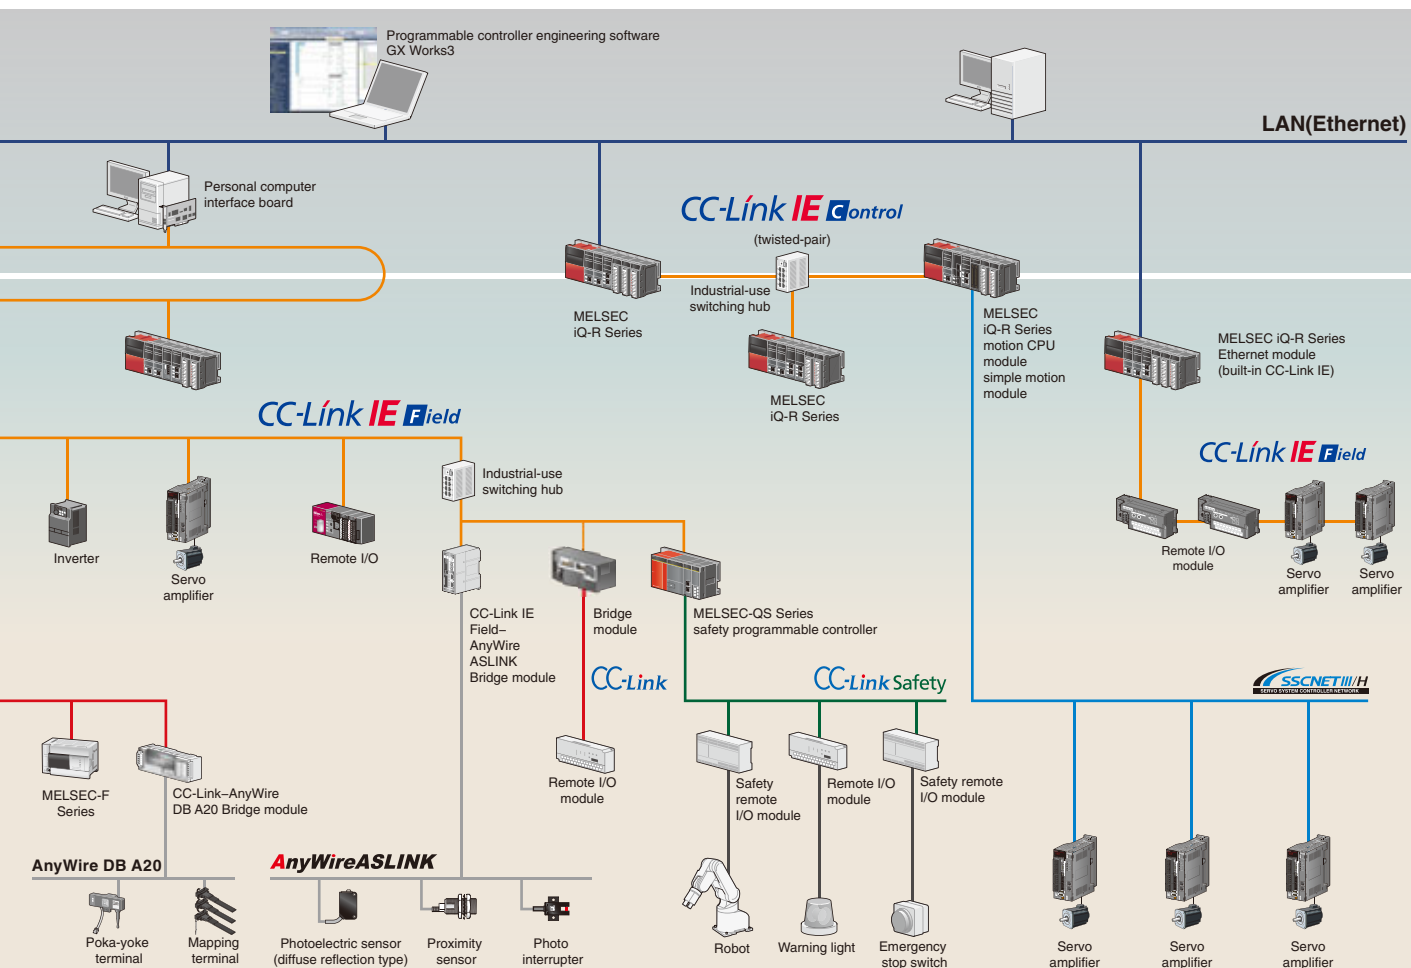 Programmable controller engineering software
GX Works3
LAN(Ethernet)
Personal computer
interface board
CC-Link IE Control
(twisted-pair)
Industrial-use
switching hub
MELSEC
iQ-R Series
MELSEC
iQ-R Series
MELSEC
iQ-R Series
motion CPU
module
simple motion
module
MELSEC iQ-R Series
Ethernet module
(built-in CC-Link IE)
CC-Link IE Field
Industrial-use
switching hub
Inverter
Servo
amplifier
Remote I/O
CC-Link IE Field
Remote I/O
module
Servo
amplifier
Servo
amplifier
CC-Link IE
Field–
AnyWire
ASLINK
Bridge module
Bridge
module
MELSEC-QS Series
safety programmable controller
CC-Link
CC-Link Safety
SSCNETIII/H
SERVO SYSTEM CONTROLLER NETWORK
MELSEC-F
Series
CC-Link–AnyWire
DB A20 Bridge module
Remote I/O
module
Safety
remote
I/O module
Remote I/O
module
Safety remote
I/O module
AnyWire DB A20
AnyWireASLINK
Poka-yoke
terminal
Mapping
terminal
Photoelectric sensor
(diffuse reflection type)
Proximity
sensor
Photo
interrupter
Robot
Warning light
Emergency
stop switch
Servo
amplifier
Servo
amplifier
Servo
amplifier